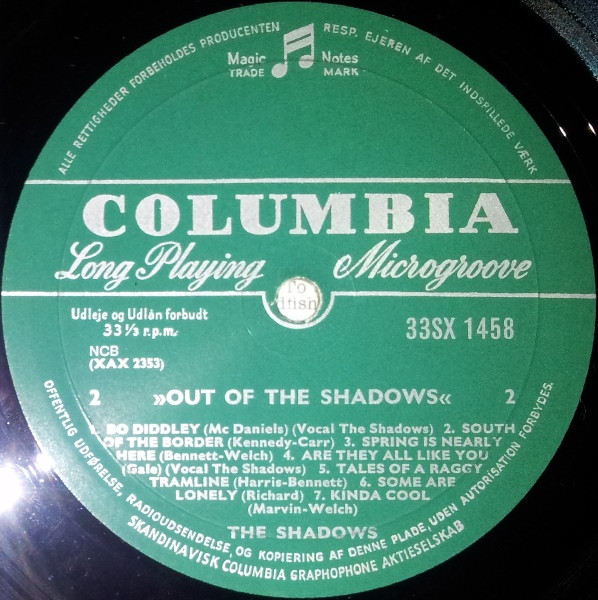 ALLE RETTIGHEDER FORBEHOLDES PRODUCENTEN
RESP. EJEREN AF DET INDSPILLEDE VÆRK
Magic Notes
TRADE MARK
COLUMBIA
Long Playing Microgroove
Udleje og Udlån forbudt
33⅓ r.p.m.
33SX 1458
NCB
(XAX 2353)
2 »OUT OF THE SHADOWS« 2
1. BO DIDDLEY (Mc Daniels) (Vocal The Shadows) 2. SOUTH
OF THE BORDER (Kennedy-Carr) 3. SPRING IS NEARLY
HERE (Bennett-Welch) 4. ARE THEY ALL LIKE YOU
(Gale) (Vocal The Shadows) 5. TALES OF A RAGGY
TRAMLINE (Harris-Bennett) 6. SOME ARE
LONELY (Richard) 7. KINDA COOL
(Marvin-Welch)
THE SHADOWS
OFFENTLIG UDFØRELSE, RADIOUDSENDELSE, OG KOPIERING AF DENNE PLADE, UDEN AUTORISATION FORBYDES.
SKANDINAVISK COLUMBIA GRAPHOPHONE AKTIESELSKAB